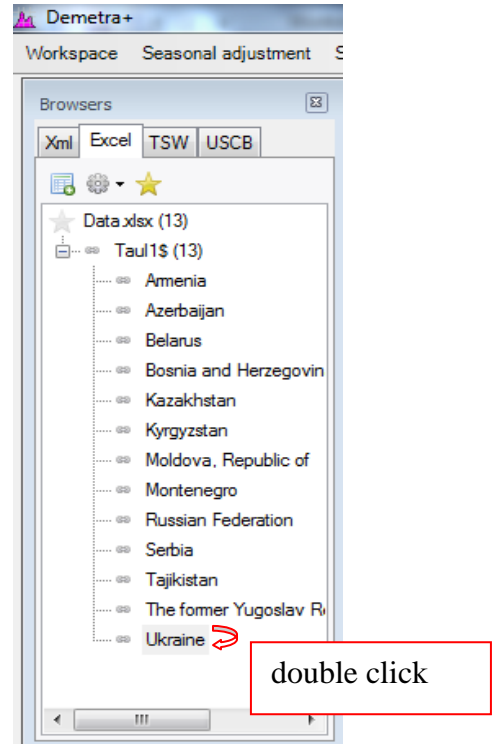 Demetra+
Workspace Seasonal adjustment S
Browsers
Xml Excel TSW USCB
Data.xlsx (13)
Taul1$ (13)
Armenia
Azerbaijan
Belarus
Bosnia and Herzegovin
Kazakhstan
Kyrgyzstan
Moldova, Republic of
Montenegro
Russian Federation
Serbia
Tajikistan
The former Yugoslav R
Ukraine
double click